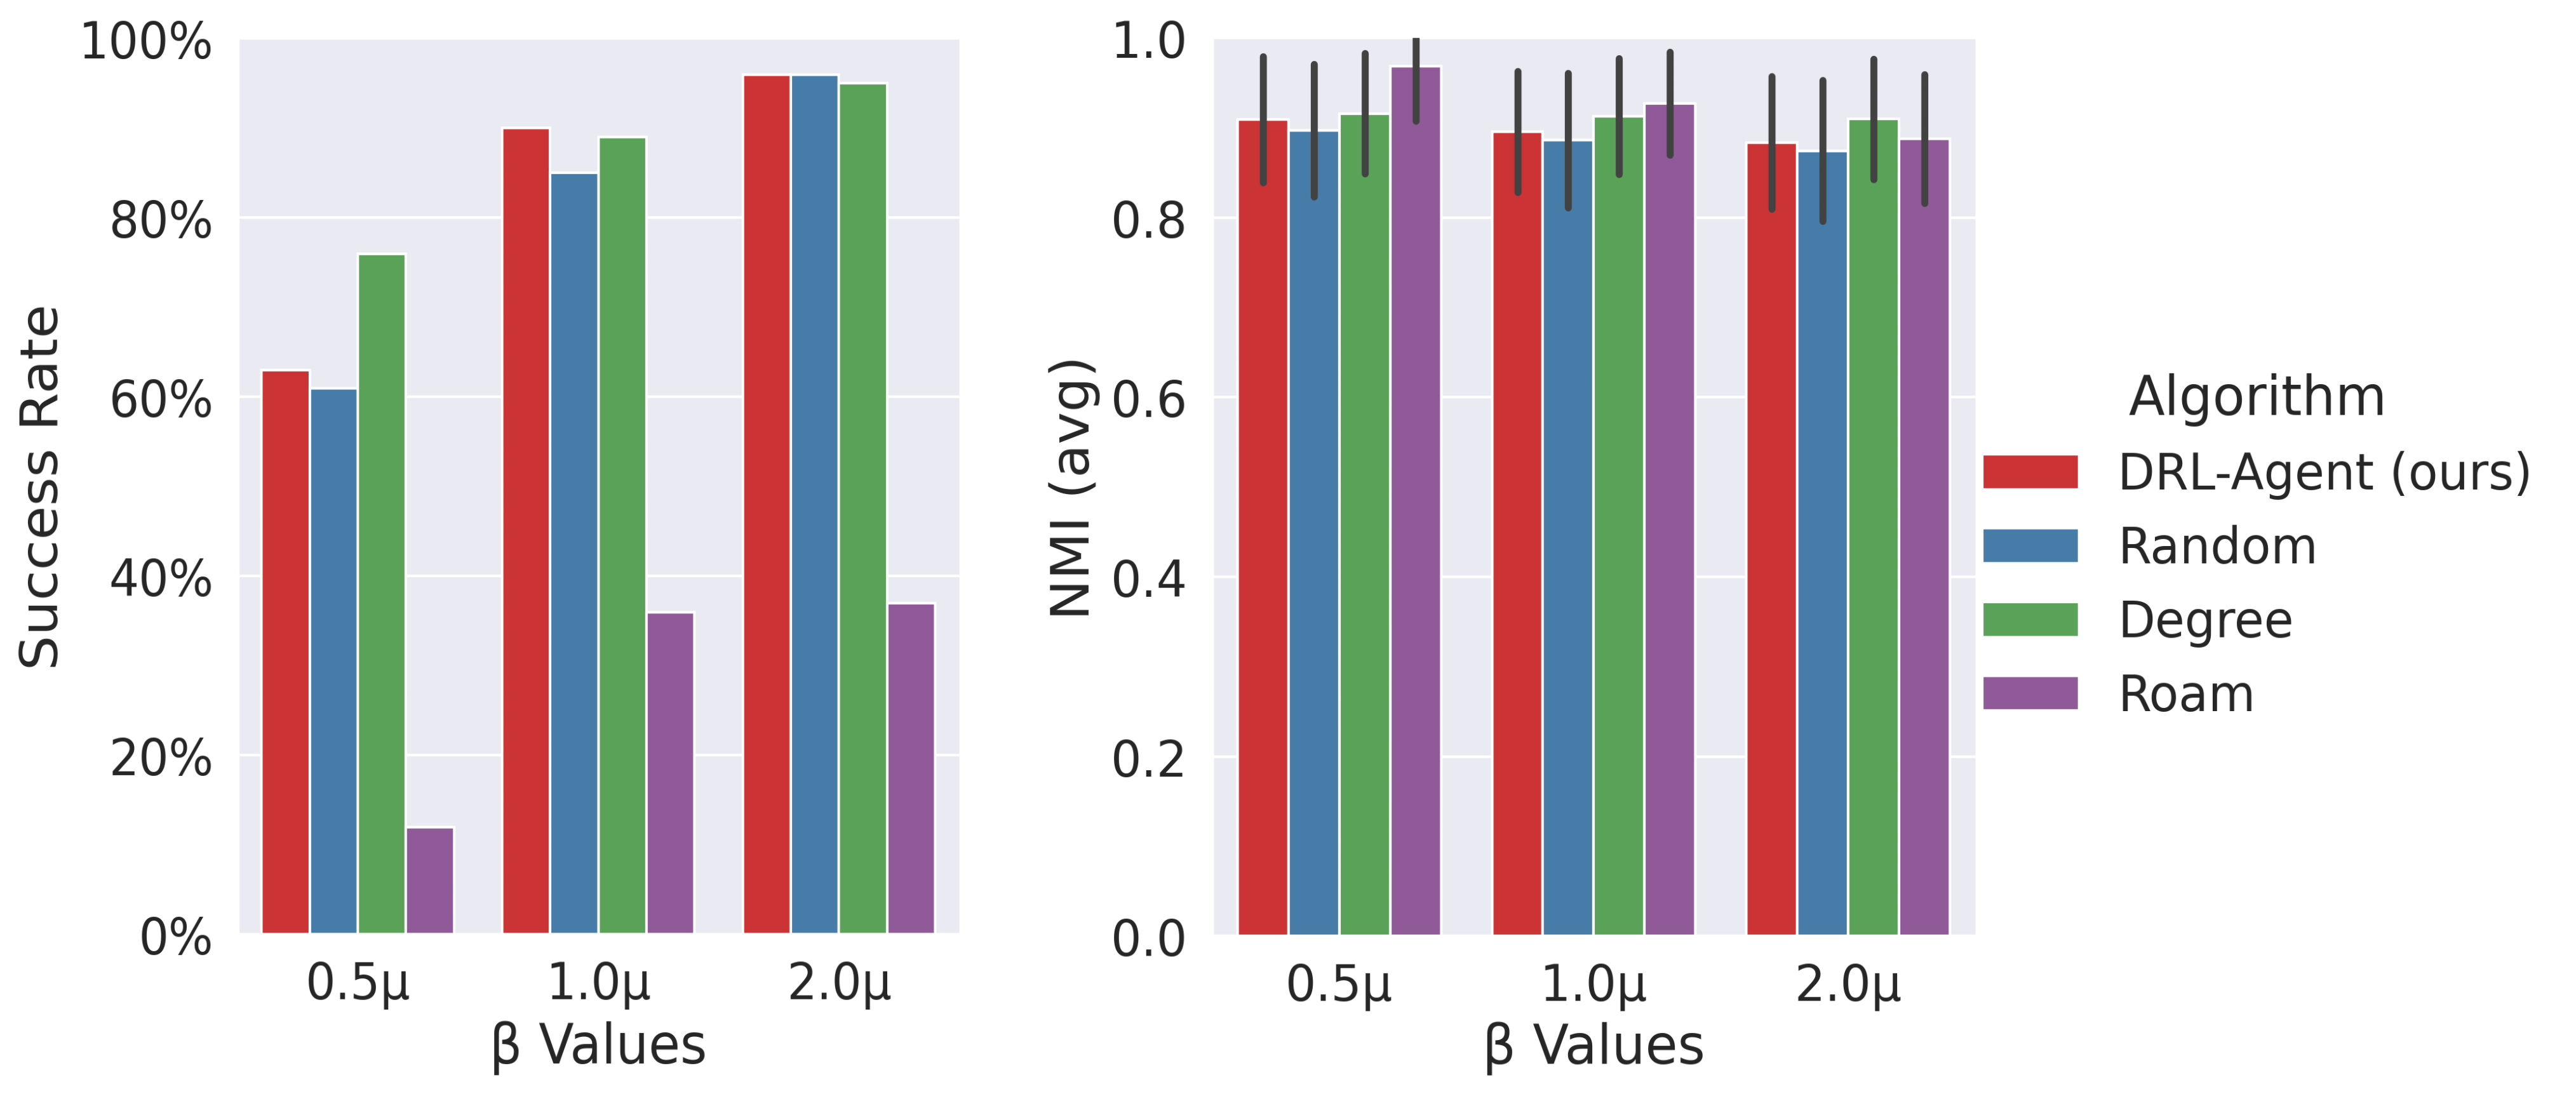 100%
80%
60%
40%
20%
0%
Success Rate
0.5μ 1.0μ 2.0μ
β Values
1.0
0.8
0.6
0.4
0.2
0.0
NMI (avg)
0.5μ 1.0μ 2.0μ
β Values
Algorithm
DRL-Agent (ours)
Random
Degree
Roam